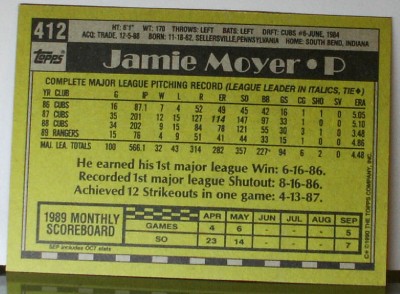 412
HT: 6'1" WT: 170 THROWS: LEFT BATS: LEFT DRFT: CUBS #6-JUNE, 1984
ACQ: TRADE, 12-5-88 BORN: 11-18-62, SELLERSVILLE, PENNSYLVANIA HOME: SOUTH BEND, INDIANA
Topps
Jamie Moyer • P
COMPLETE MAJOR LEAGUE PITCHING RECORD (LEAGUE LEADER IN ITALICS, TIE♦)
YR CLUB G IP W L R ER SO BB GS CG SHO SV ERA
86 CUBS 16 87.1 7 4 52 49 45 42 16 1 1 0 5.05
87 CUBS 35 201 12 15 127 114 147 97 33 1 0 0 5.10
88 CUBS 34 202 9 15 84 78 121 55 30 3 1 0 3.48
89 RANGERS 15 76 4 9 51 41 44 33 15 1 0 0 4.86
MAJ. LEA. TOTALS 100 566.1 32 43 314 282 357 227 94 6 2 0 4.48
He earned his 1st major league Win: 6-16-86.
Recorded 1st major league Shutout: 8-16-86.
Achieved 12 Strikeouts in one game: 4-13-87.
1989 MONTHLY SCOREBOARD
APR MAY JUN JUL AUG SEP
GAMES 4 6 - - - 5
SO 23 14 - - - 7
SEP includes OCT stats
© 1990 THE TOPPS COMPANY, INC.